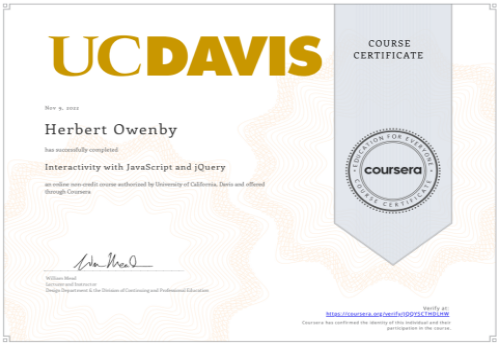 UCDAVIS
COURSE
CERTIFICATE
Nov 9, 2022
Herbert Owenby
has successfully completed
Interactivity with JavaScript and jQuery
an online non-credit course authorized by University of California, Davis and offered
through Coursera
EDUCATION FOR EVERYONE
coursera
COURSE CERTIFICATE
William Mead
Instructor
Design Department & the Division of Continuing and Professional Education
Verify at:
https://coursera.org/verify/
Coursera has confirmed the identity of this individual and their
participation in the course.